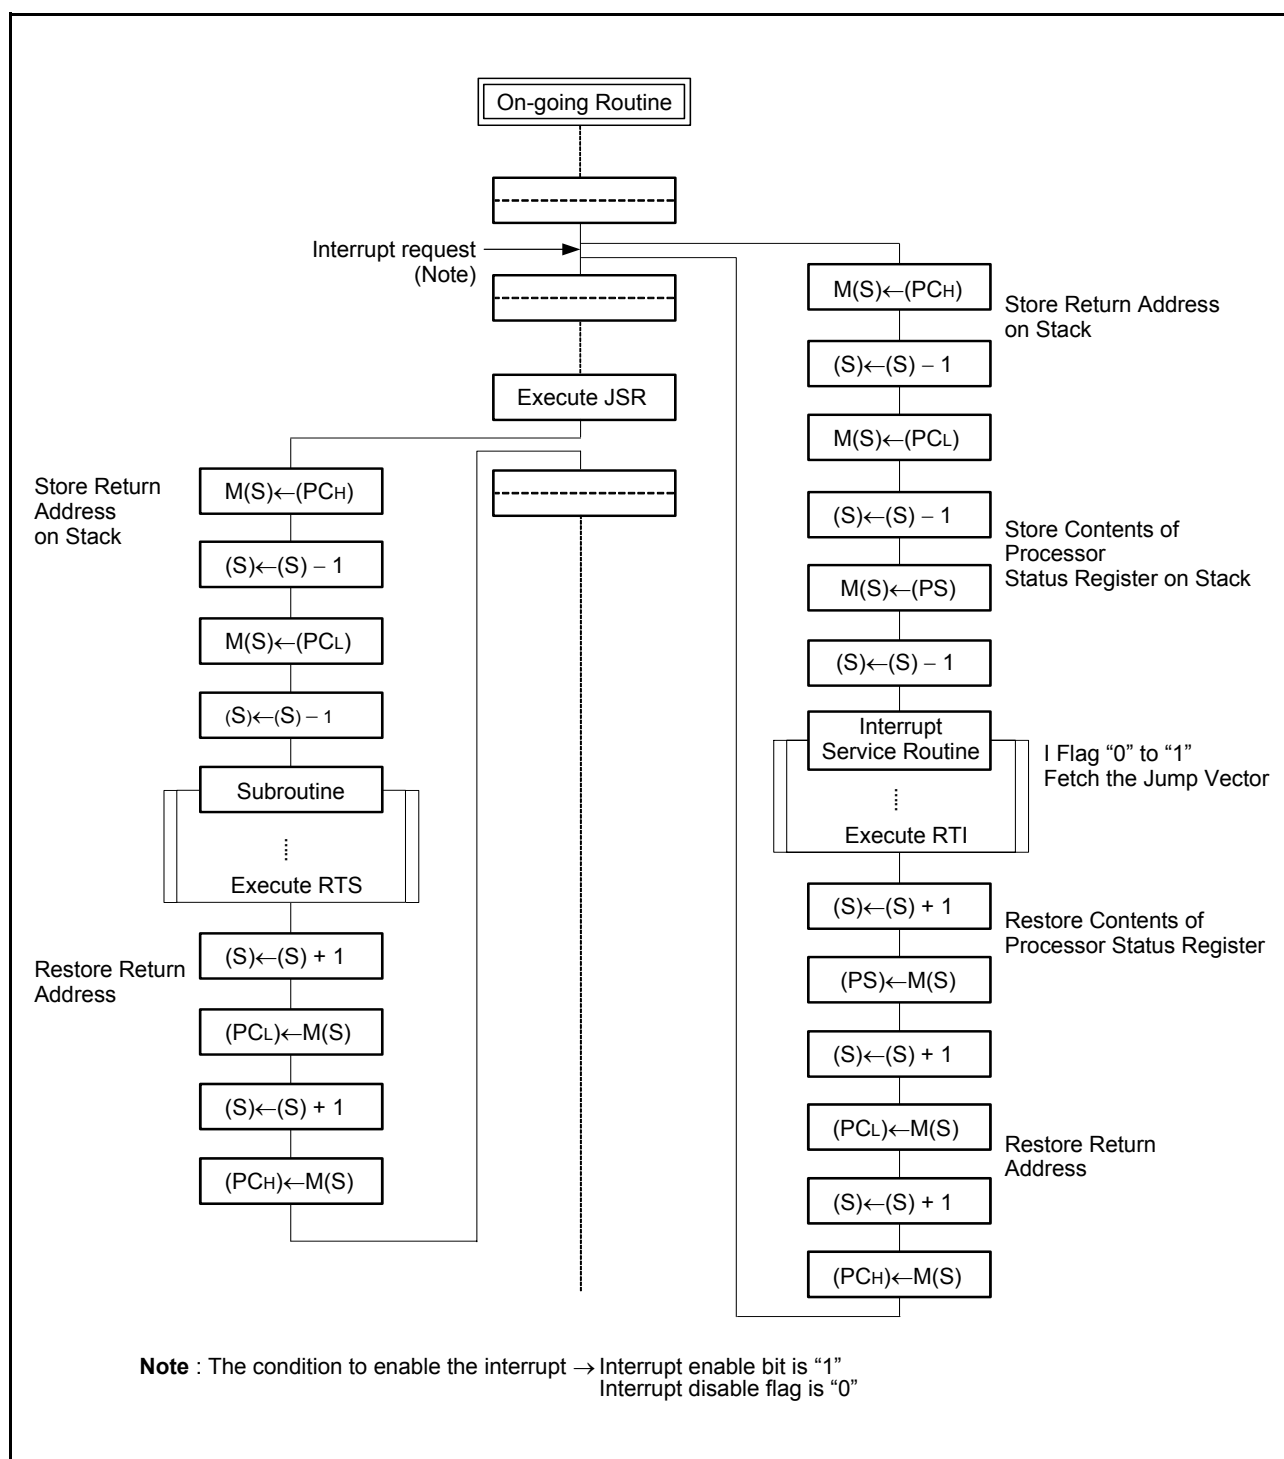 On-going Routine
Interrupt request
(Note)
Execute JSR
Store Return
Address
on Stack
M(S)←(PCH)
(S)←(S) – 1
M(S)←(PCL)
(S)←(S) – 1
Subroutine
Execute RTS
Restore Return
Address
(S)←(S) + 1
(PCL)←M(S)
(S)←(S) + 1
(PCH)←M(S)
M(S)←(PCH)
Store Return Address
on Stack
(S)←(S) – 1
M(S)←(PCL)
(S)←(S) – 1
Store Contents of
Processor
Status Register on Stack
M(S)←(PS)
(S)←(S) – 1
Interrupt
Service Routine
I Flag “0” to “1”
Fetch the Jump Vector
Execute RTI
(S)←(S) + 1
Restore Contents of
Processor Status Register
(PS)←M(S)
(S)←(S) + 1
(PCL)←M(S)
Restore Return
Address
(S)←(S) + 1
(PCH)←M(S)
Note : The condition to enable the interrupt → Interrupt enable bit is “1”
Interrupt disable flag is “0”